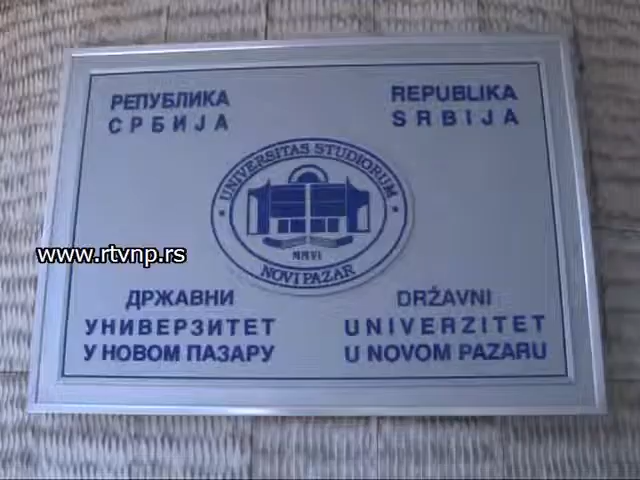 РЕПУБЛИКА
СРБИЈА
REPUBLIKA
SRBIJA
UNIVERSITAS STUDIORUM
MMVI
NOVI PAZAR
www.rtvnp.rs
ДРЖАВНИ
УНИВЕРЗИТЕТ
У НОВОМ ПАЗАРУ
DRŽAVNI
UNIVERZITET
U NOVOM PAZARU